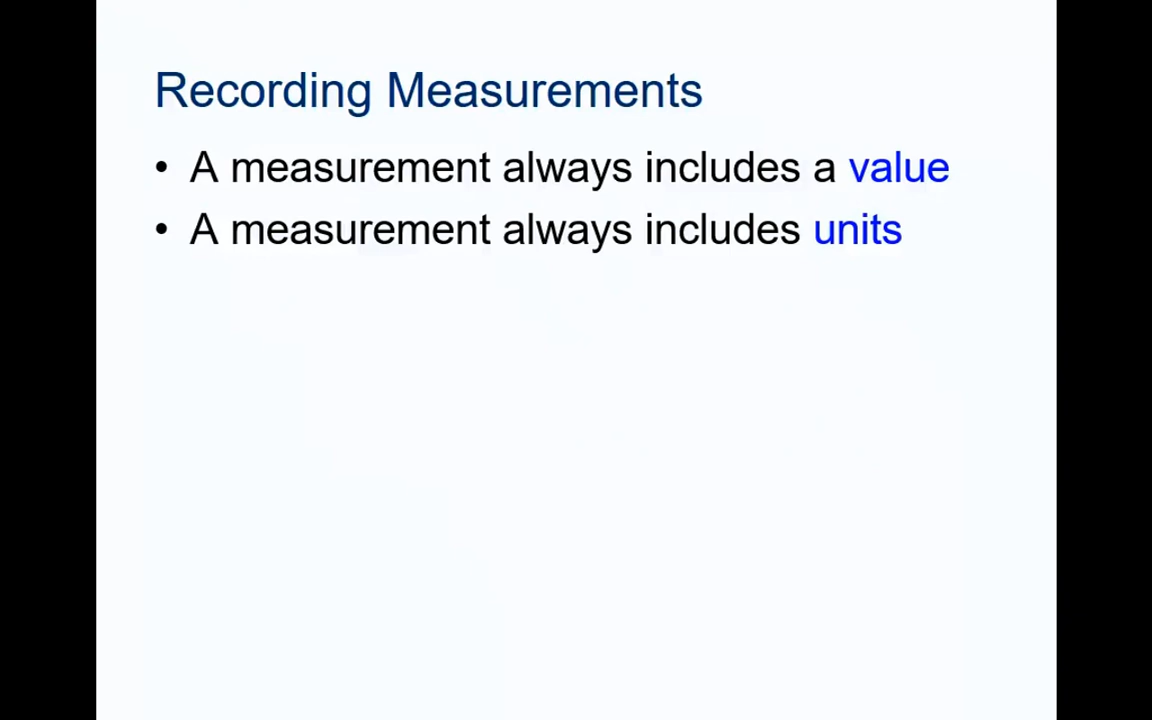 Recording Measurements
• A measurement always includes a value
• A measurement always includes units